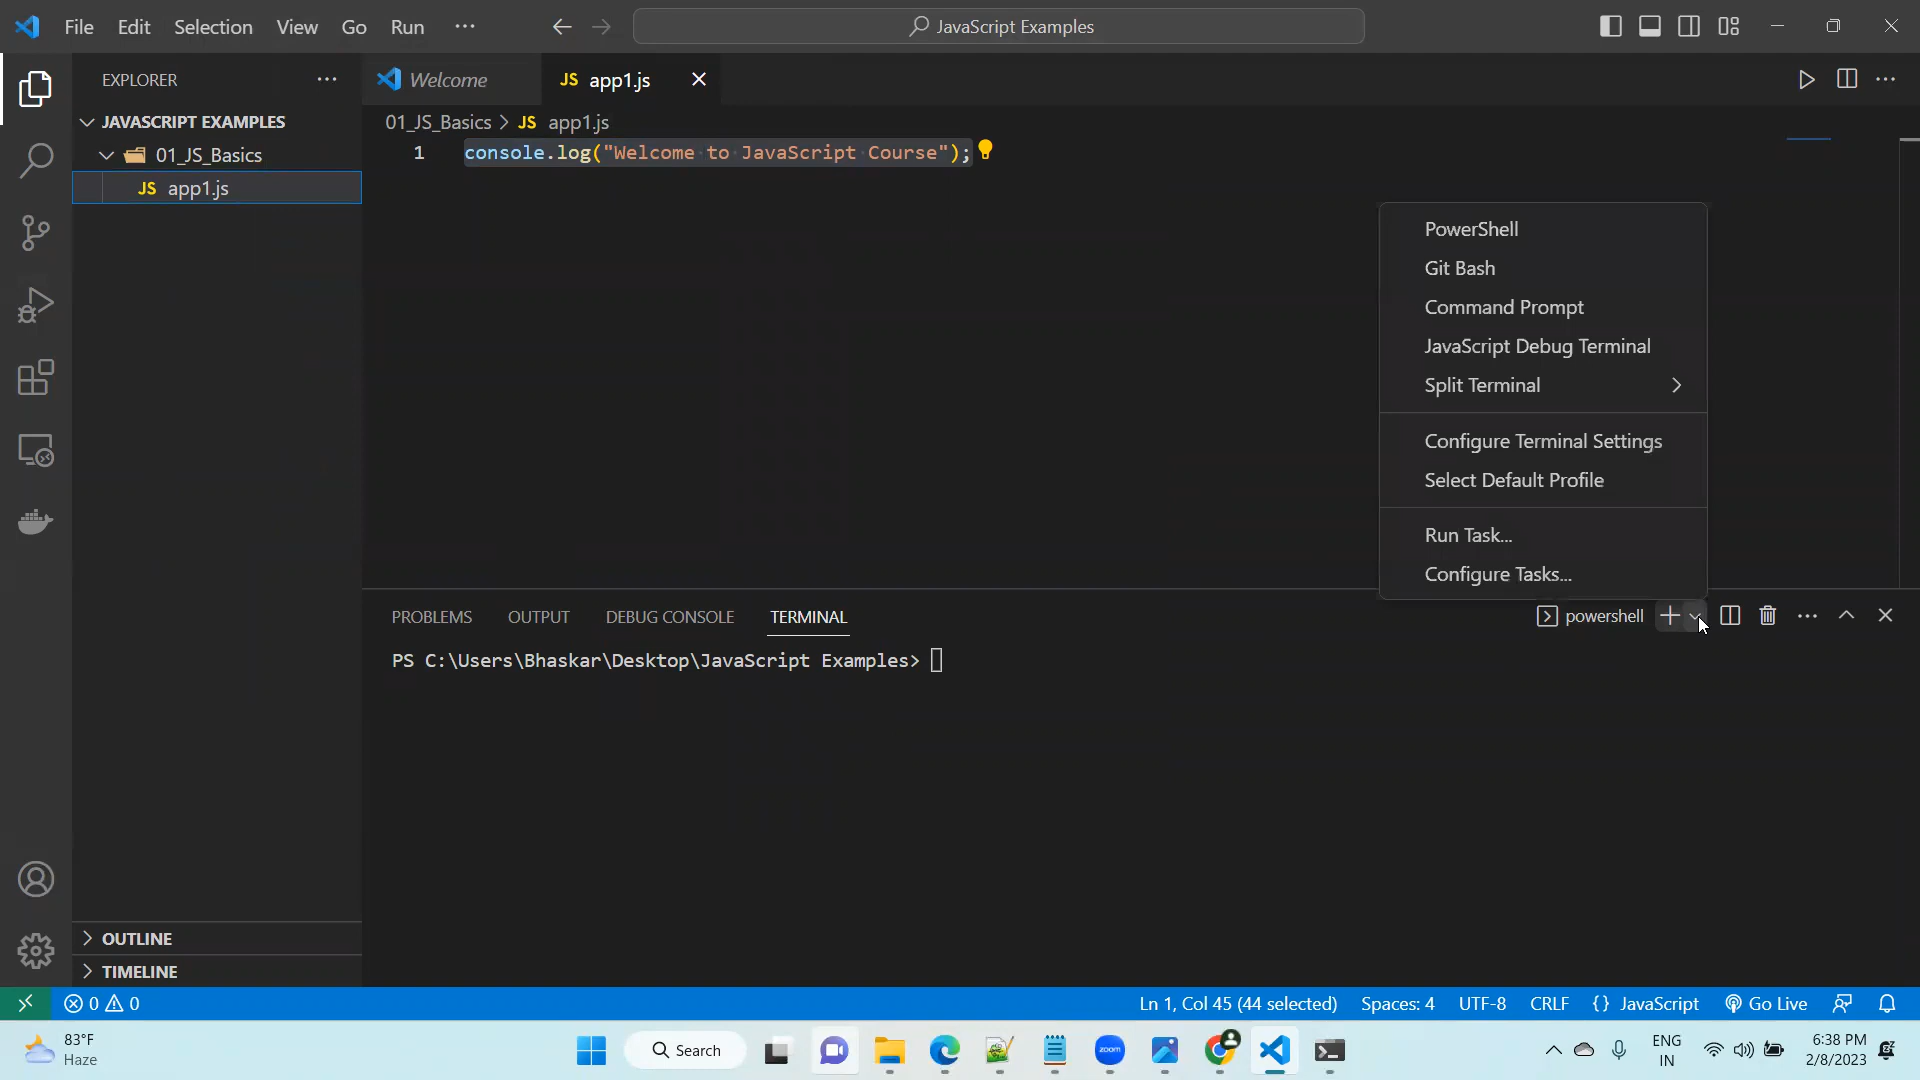 File Edit Selection View Go Run ··· JavaScript Examples
EXPLORER ···
Welcome JS app1.js
JAVASCRIPT EXAMPLES
01_JS_Basics
JS app1.js
01_JS_Basics > JS app1.js
1 console.log("Welcome to JavaScript Course");
PowerShell
Git Bash
Command Prompt
JavaScript Debug Terminal
Split Terminal
Configure Terminal Settings
Select Default Profile
Run Task...
Configure Tasks...
PROBLEMS OUTPUT DEBUG CONSOLE TERMINAL powershell
PS C:\Users\Bhaskar\Desktop\JavaScript Examples>
OUTLINE
TIMELINE
0 0 Ln 1, Col 45 (44 selected) Spaces: 4 UTF-8 CRLF {} JavaScript Go Live
83°F
Haze
Search
zoom
ENG
IN
6:38 PM
2/8/2023